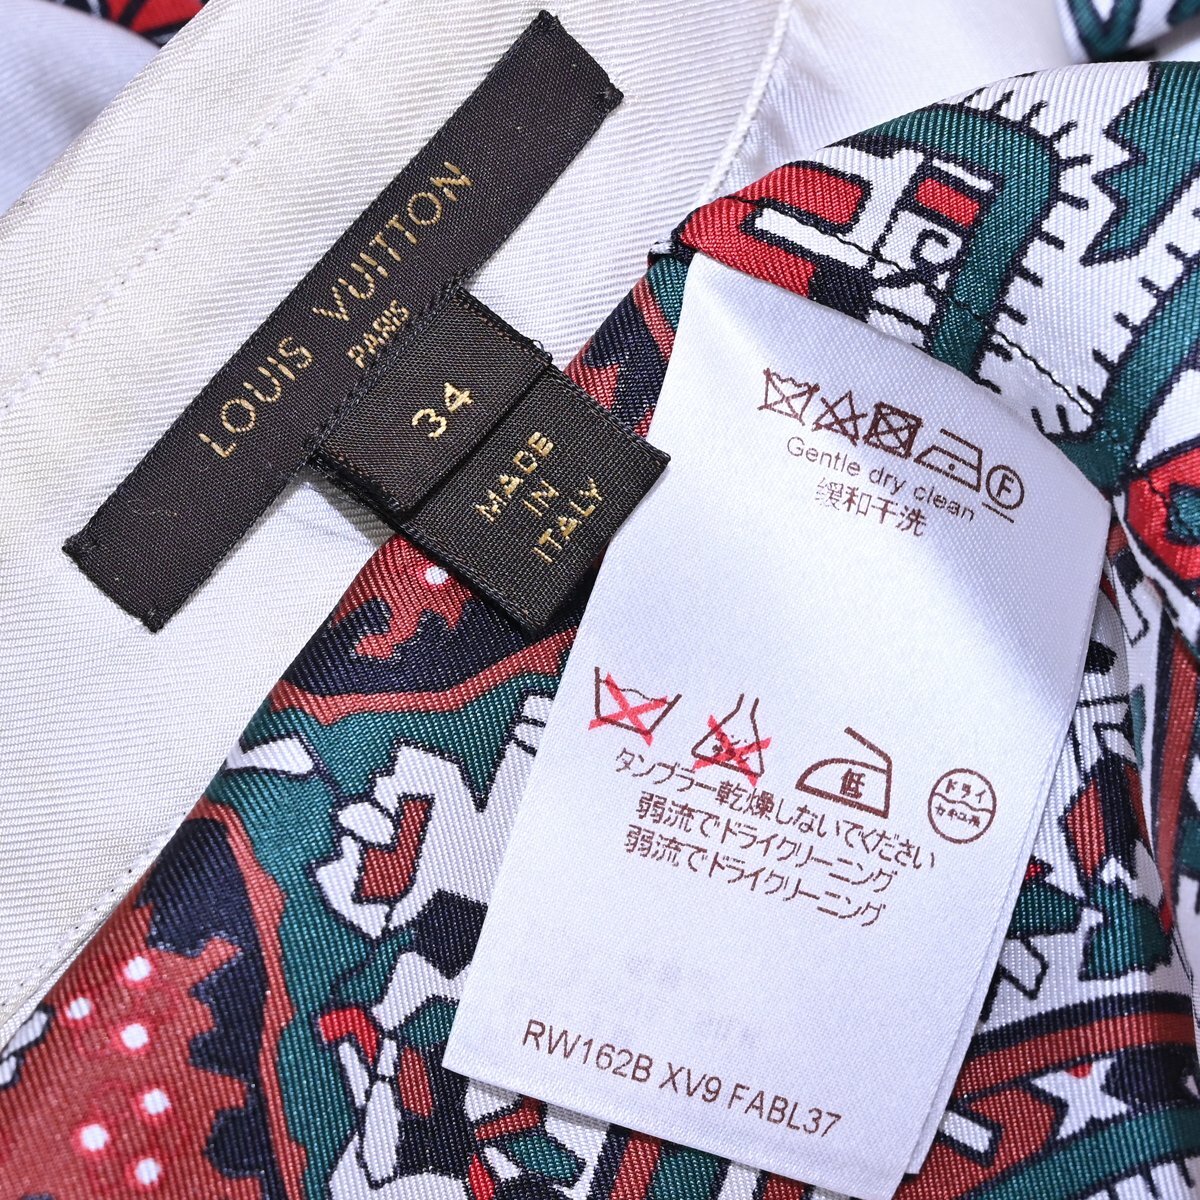 LOUIS VUITTON
PARIS
34
MADE
IN
ITALY
F
Gentle dry clean
缓和干洗
低
ドライ
タンブラー乾燥しないでください
弱流でドライクリーニング
弱流でドライクリーニング
RW162B XV9 FABL37